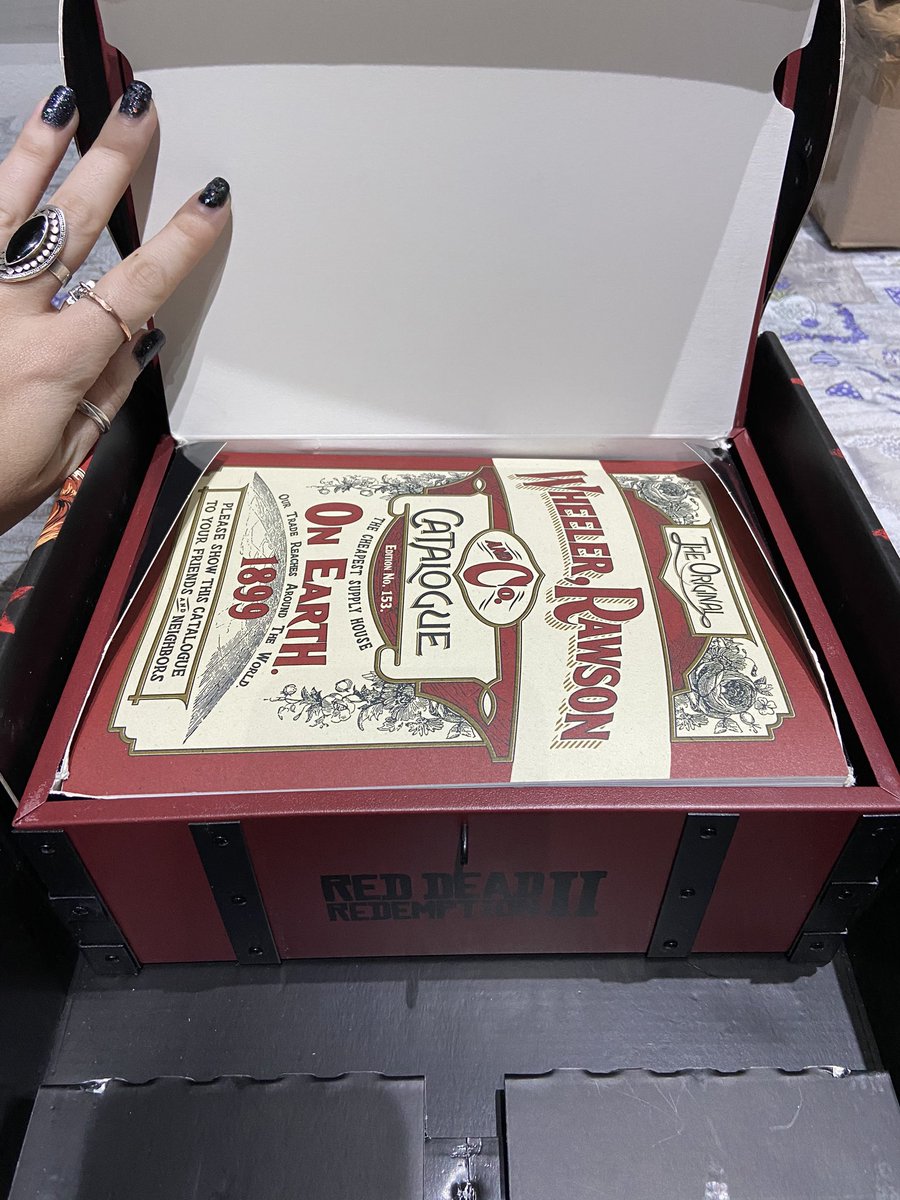 THE ORIGINAL
WHEELER, RAWSON
AND CO.
CATALOGUE
EDITION NO. 153.
THE CHEAPEST SUPPLY HOUSE
ON EARTH.
OUR TRADE REACHES AROUND THE WORLD.
1899
PLEASE SHOW THIS CATALOGUE
TO YOUR FRIENDS AND NEIGHBORS
RED DEAD
REDEMPTION II